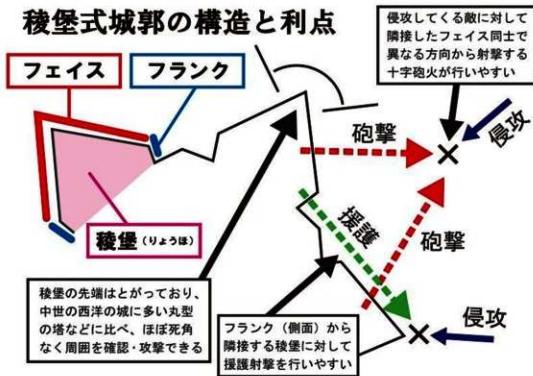 稜堡式城郭の構造と利点
侵攻してくる敵に対して
隣接したフェイス同士で
異なる方向から射撃する
十字砲火が行いやすい
フェイス
フランク
砲撃
侵攻
援護
砲撃
稜堡(りょうほ)
稜堡の先端はとがっており、
中世の西洋の城に多い丸型
の塔などに比べ、ほぼ死角
なく周囲を確認・攻撃できる
フランク(側面)から
隣接する稜堡に対して
援護射撃を行いやすい
侵攻